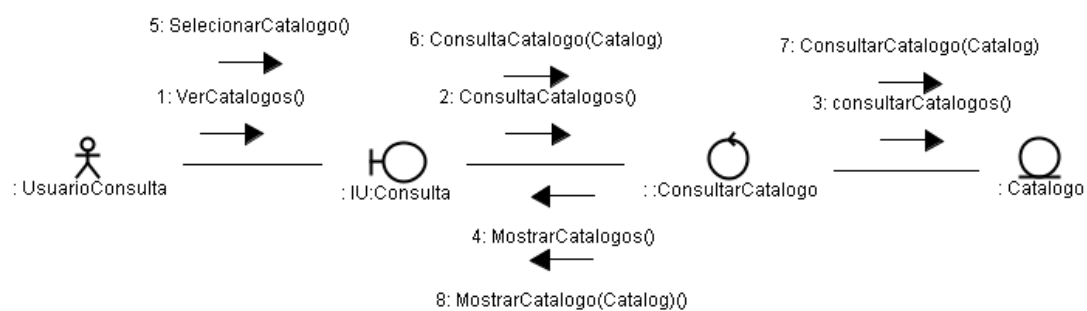 5: SelecionarCatalogo()
6: ConsultaCatalogo(Catalog)
7: ConsultarCatalogo(Catalog)
1: VerCatalogos()
2: ConsultaCatalogos()
3: consultarCatalogos()
: UsuarioConsulta
: IU:Consulta
: :ConsultarCatalogo
: Catalogo
4: MostrarCatalogos()
8: MostrarCatalogo(Catalog)()